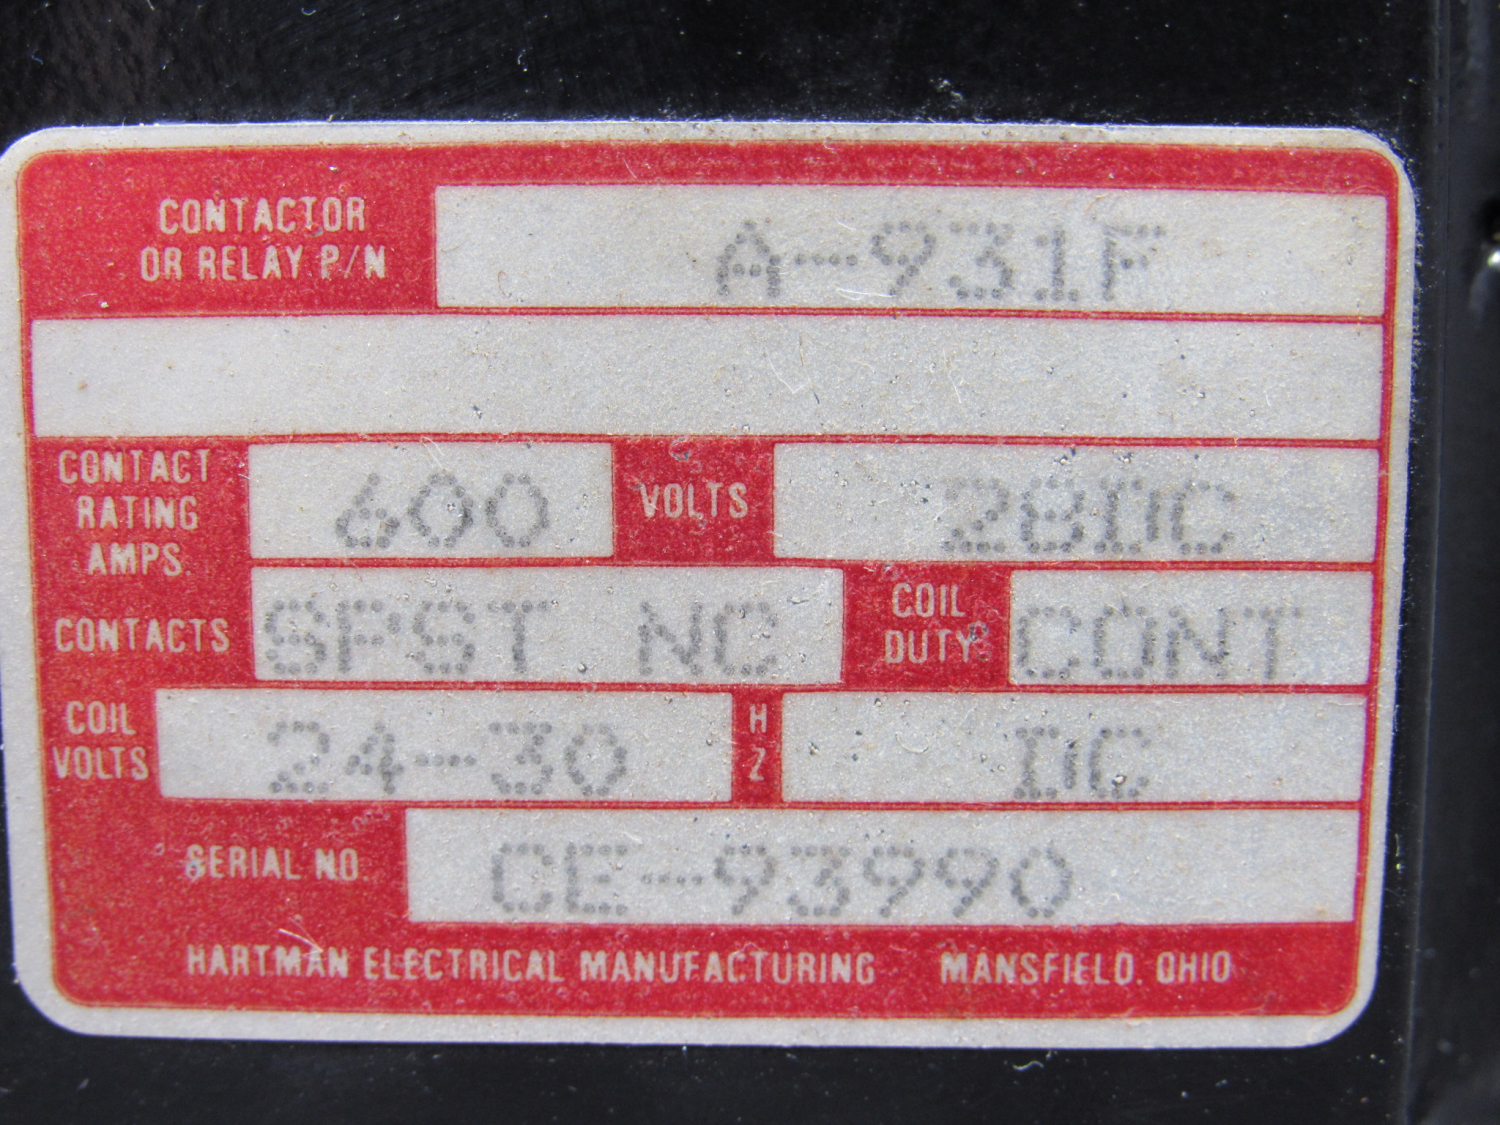 CONTACTOR
OR RELAY P/N A-931F
CONTACT
RATING
AMPS. 600 VOLTS 28DC
CONTACTS SPST NC COIL
DUTY CONT
COIL
VOLTS 24-30 HZ DC
SERIAL NO. CE-93990
HARTMAN ELECTRICAL MANUFACTURING MANSFIELD, OHIO